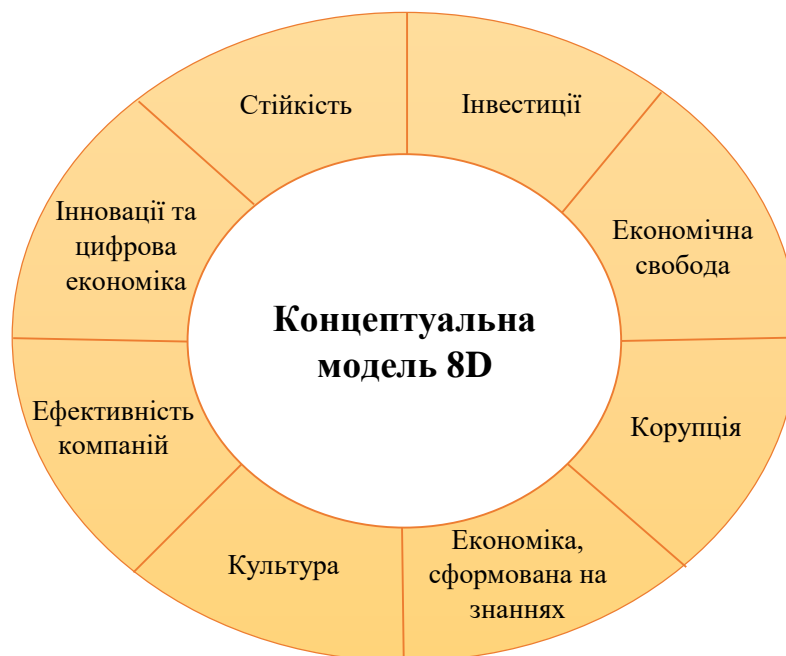 Стійкість
Інвестиції
Інновації та
цифрова
економіка
Економічна
свобода
Концептуальна
модель 8D
Ефективність
компаній
Корупція
Культура
Економіка,
сформована на
знаннях